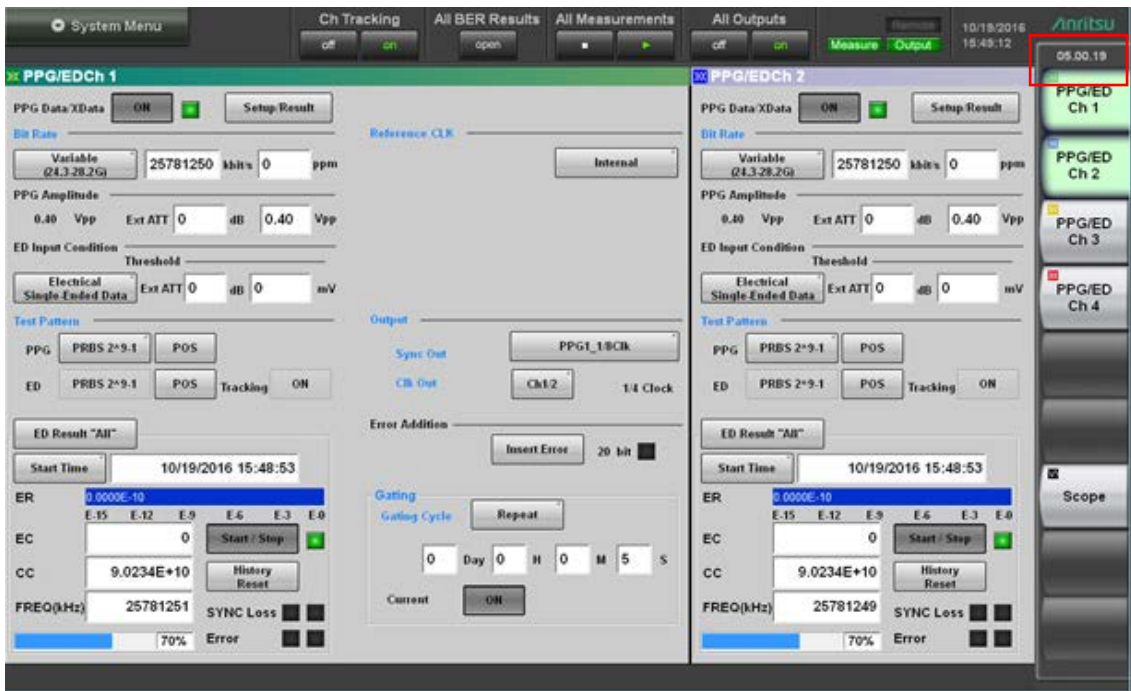 System Menu
Ch Tracking
off on
All BER Results
open
All Measurements
All Outputs
off on
Remote
Measure Output
10/19/2016
15:48:12
Anritsu
05.00.19
PPG/EDCh 1
PPG Data/XData ON Setup/Result
Bit Rate
Variable
(24.3-28.2G)
25781250 kbit/s 0 ppm
PPG Amplitude
0.40 Vpp Ext ATT 0 dB 0.40 Vpp
ED Input Condition
Threshold
Electrical
Single-Ended Data
Ext ATT 0 dB 0 mV
Test Pattern
PPG PRBS 2^9-1 POS
ED PRBS 2^9-1 POS Tracking ON
ED Result "All"
Start Time 10/19/2016 15:48:53
ER 0.0000E-10
E-15 E-12 E-9 E-6 E-3 E-0
EC 0 Start / Stop
CC 9.0234E+10 History
Reset
FREQ(kHz) 25781251 SYNC Loss
70% Error
Reference CLK
Internal
Output
Sync Out PPG1_1/8Clk
Clk Out Ch1/2 1/4 Clock
Error Addition
Insert Error 20 bit
Gating
Gating Cycle Repeat
0 Day 0 H 0 M 5 S
Current ON
PPG/EDCh 2
PPG Data/XData ON Setup/Result
Bit Rate
Variable
(24.3-28.2G)
25781250 kbit/s 0 ppm
PPG Amplitude
0.40 Vpp Ext ATT 0 dB 0.40 Vpp
ED Input Condition
Threshold
Electrical
Single-Ended Data
Ext ATT 0 dB 0 mV
Test Pattern
PPG PRBS 2^9-1 POS
ED PRBS 2^9-1 POS Tracking ON
ED Result "All"
Start Time 10/19/2016 15:48:53
ER 0.0000E-10
E-15 E-12 E-9 E-6 E-3 E-0
EC 0 Start / Stop
CC 9.0234E+10 History
Reset
FREQ(kHz) 25781249 SYNC Loss
70% Error
PPG/ED
Ch 1
PPG/ED
Ch 2
PPG/ED
Ch 3
PPG/ED
Ch 4
Scope